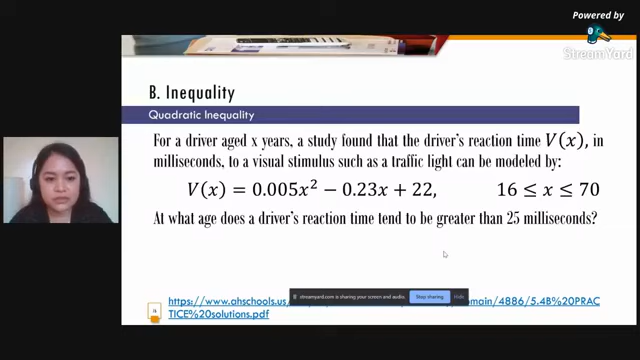 Powered by
StreamYard
B. Inequality
Quadratic Inequality
For a driver aged x years, a study found that the driver's reaction time V(x), in
milliseconds, to a visual stimulus such as a traffic light can be modeled by:
V(x) = 0.005x² − 0.23x + 22, 16 ≤ x ≤ 70
At what age does a driver's reaction time tend to be greater than 25 milliseconds?
https://www.ahschools.us/ main/4886/5.4B%20PRAC
TICE%20solutions.pdf
streamyard.com is sharing your screen and audio. Stop sharing Hide